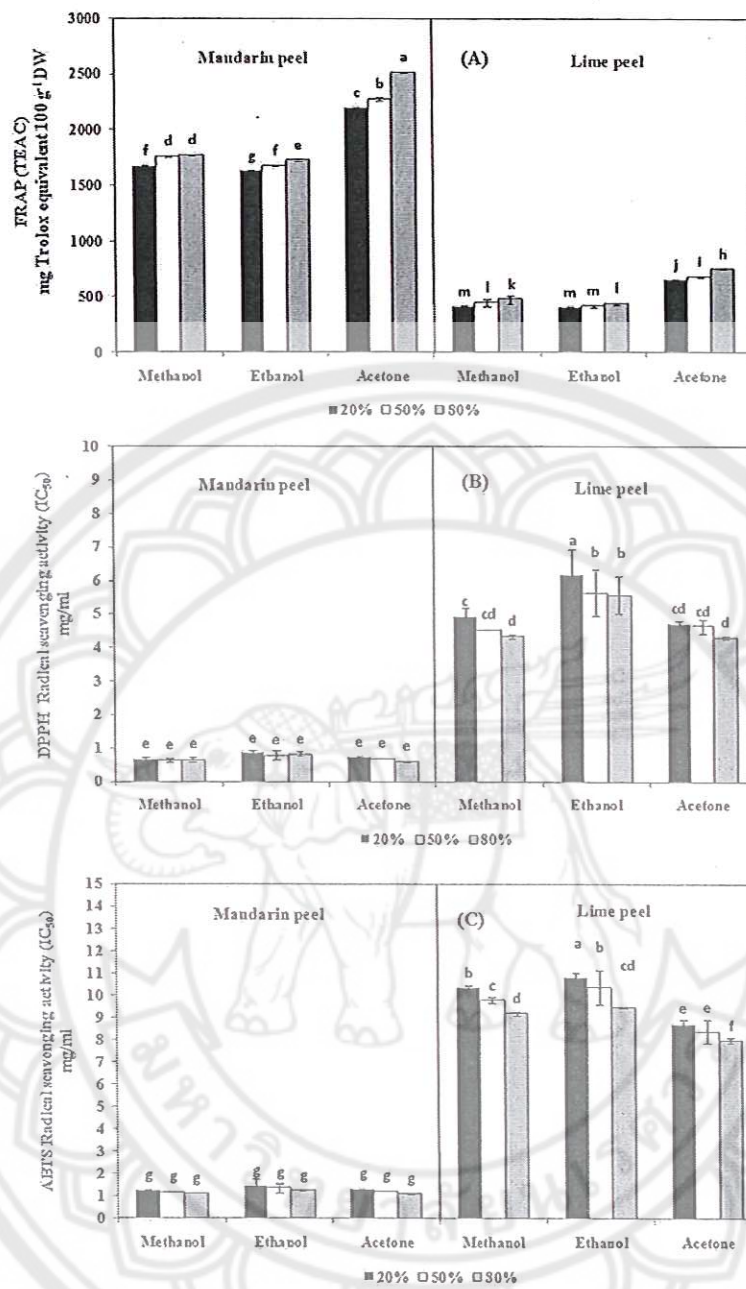 3000
2500
2000
1500
1000
500
0
FRAP (TEAC)
mg Trolox equivalent 100 g⁻¹ DW
Mandarin peel (A) Lime peel
f d d g f e c b a m l k m m l j i h
Methanol Ethanol Acetone Methanol Ethanol Acetone
20% 50% 80%
10
9
8
7
6
5
4
3
2
1
0
DPPH Radical scavenging activity (IC₅₀)
mg/ml
Mandarin peel (B) Lime peel
e e e e e e e e e c cd d a b b cd cd d
Methanol Ethanol Acetone Methanol Ethanol Acetone
20% 50% 80%
15
14
13
12
11
10
9
8
7
6
5
4
3
2
1
0
ABTS Radical scavenging activity (IC₅₀)
mg/ml
Mandarin peel (C) Lime peel
g g g g g g g g g b c d a b cd e e f
Methanol Ethanol Acetone Methanol Ethanol Acetone
20% 50% 80%